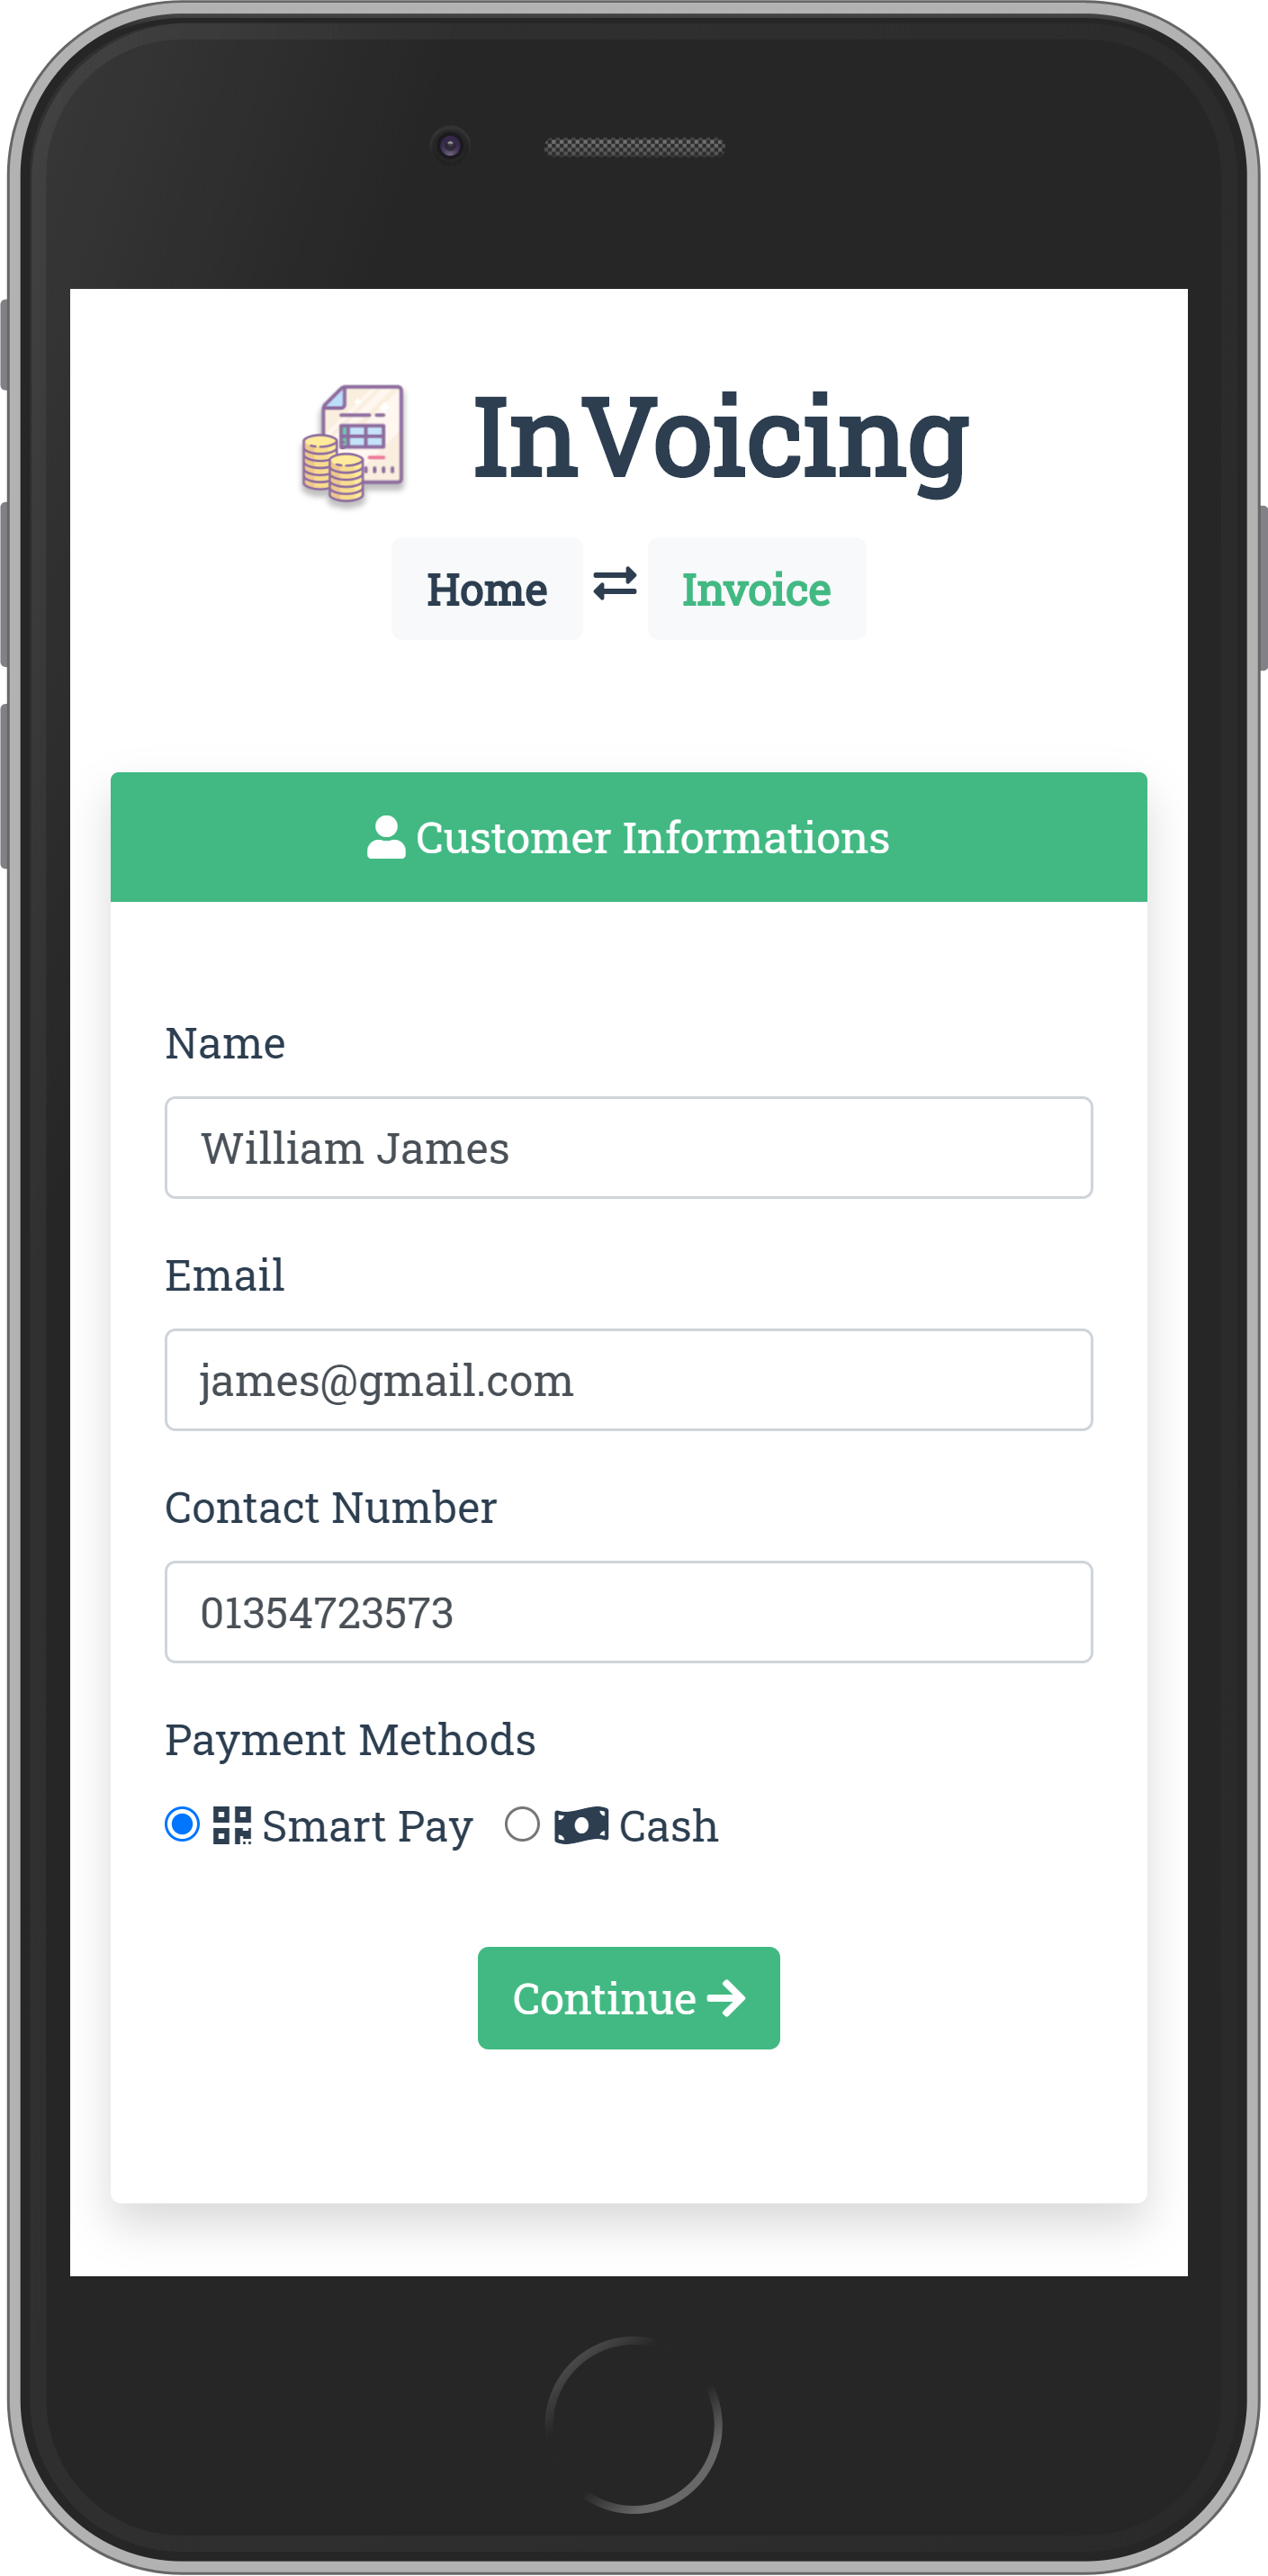 InVoicing
Home Invoice
Customer Informations
Name
William James
Email
james@gmail.com
Contact Number
01354723573
Payment Methods
Smart Pay Cash
Continue